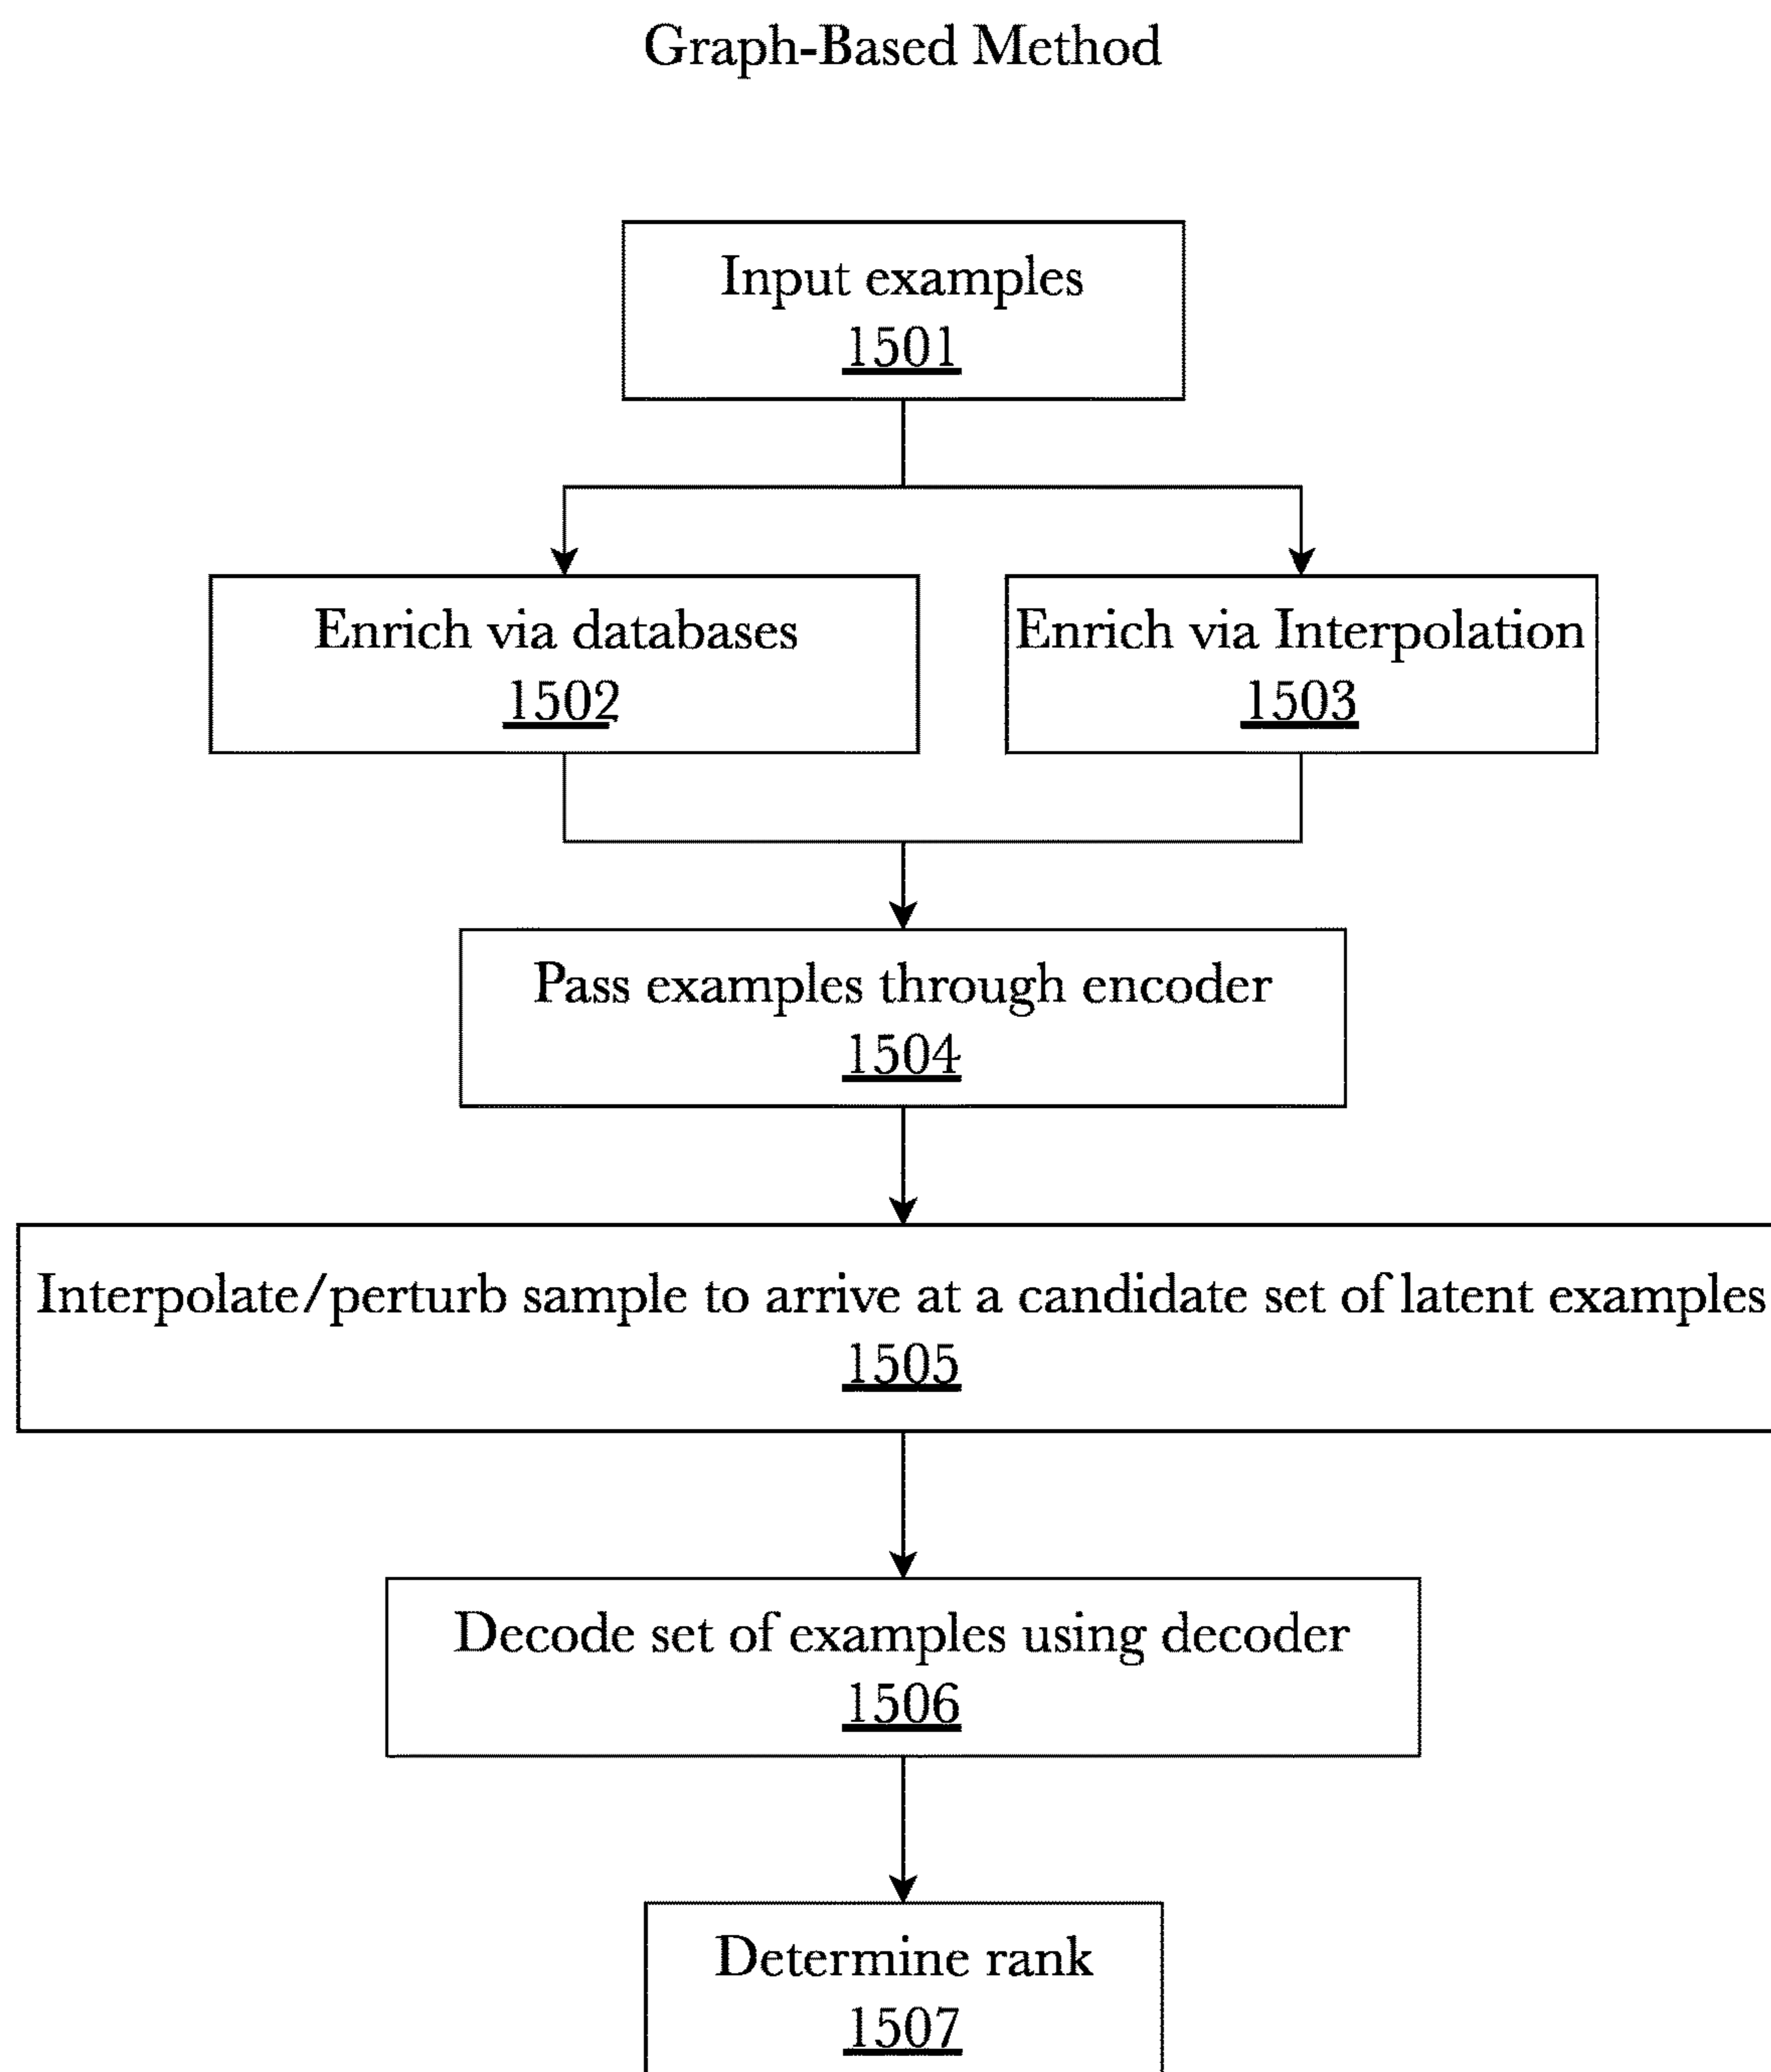 Graph-Based Method
Input examples
1501
Enrich via databases
1502
Enrich via Interpolation
1503
Pass examples through encoder
1504
Interpolate/perturb sample to arrive at a candidate set of latent examples
1505
Decode set of examples using decoder
1506
Determine rank
1507